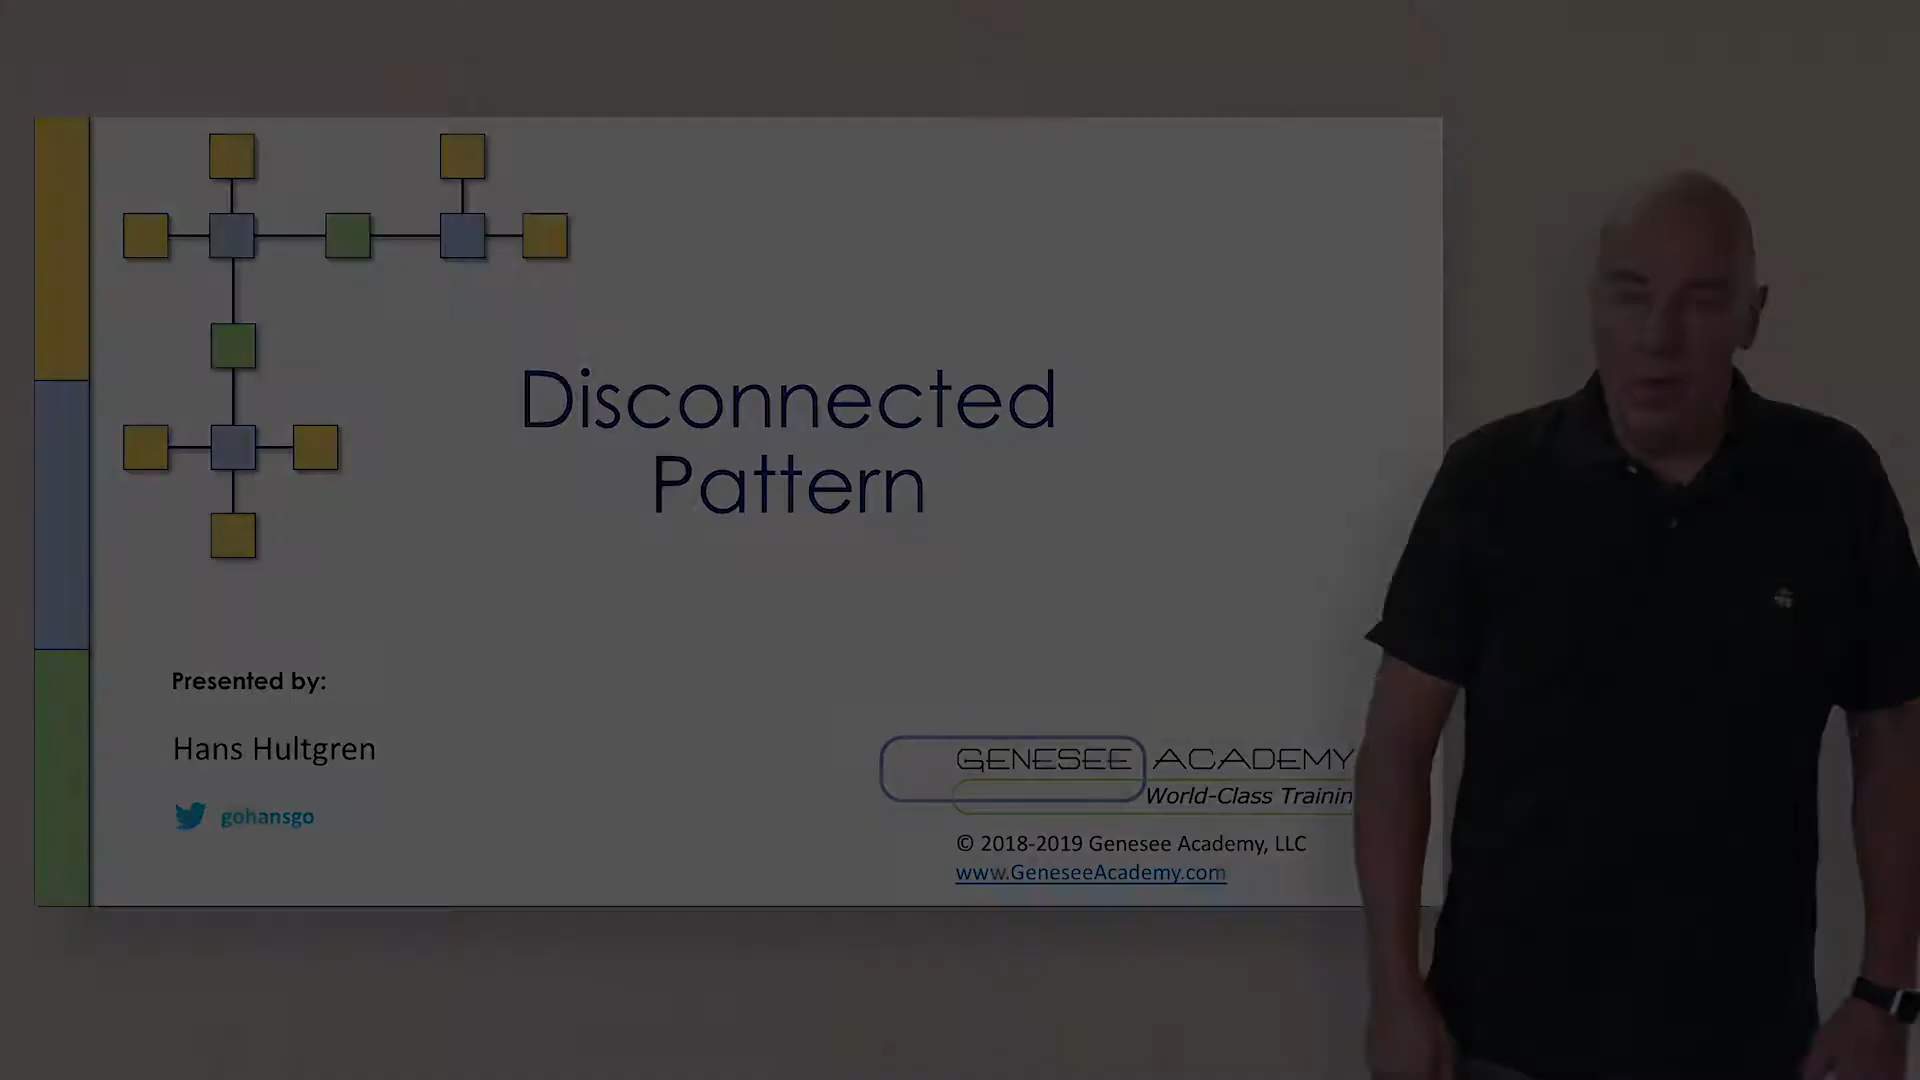 Disconnected
Pattern
Presented by:
Hans Hultgren
gohansgo
GENESEE ACADEMY
World-Class Trainin
© 2018-2019 Genesee Academy, LLC
www.GeneseeAcademy.com